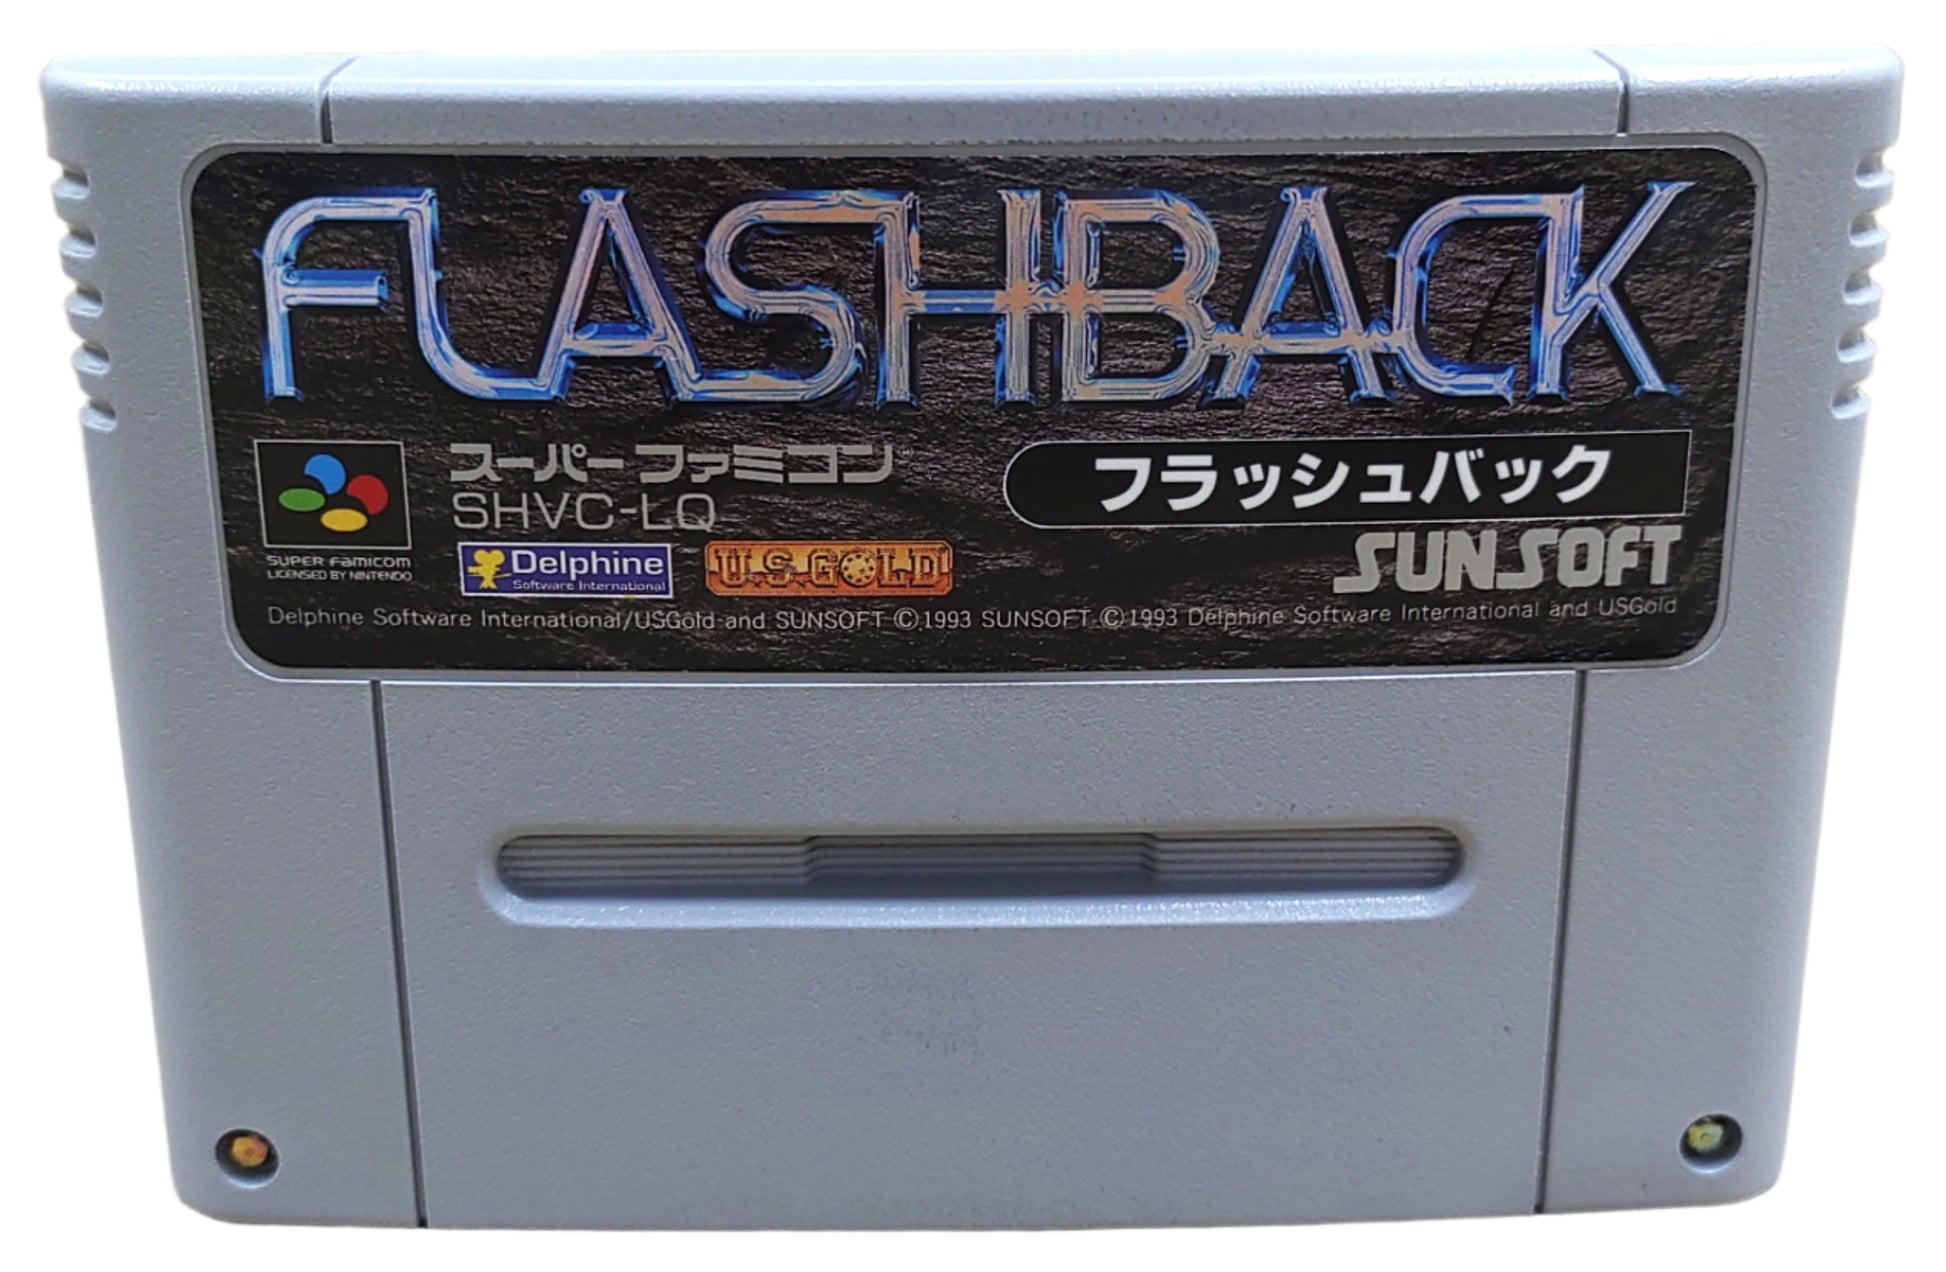 FLASHBACK
スーパーファミコン
SHVC-LQ
フラッシュバック
SUPER FAMICOM
LICENSED BY NINTENDO
Delphine
Software International
U.S.GOLD
SUNSOFT
Delphine Software International/USGold and SUNSOFT ©1993 SUNSOFT ©1993 Delphine Software International and USGold